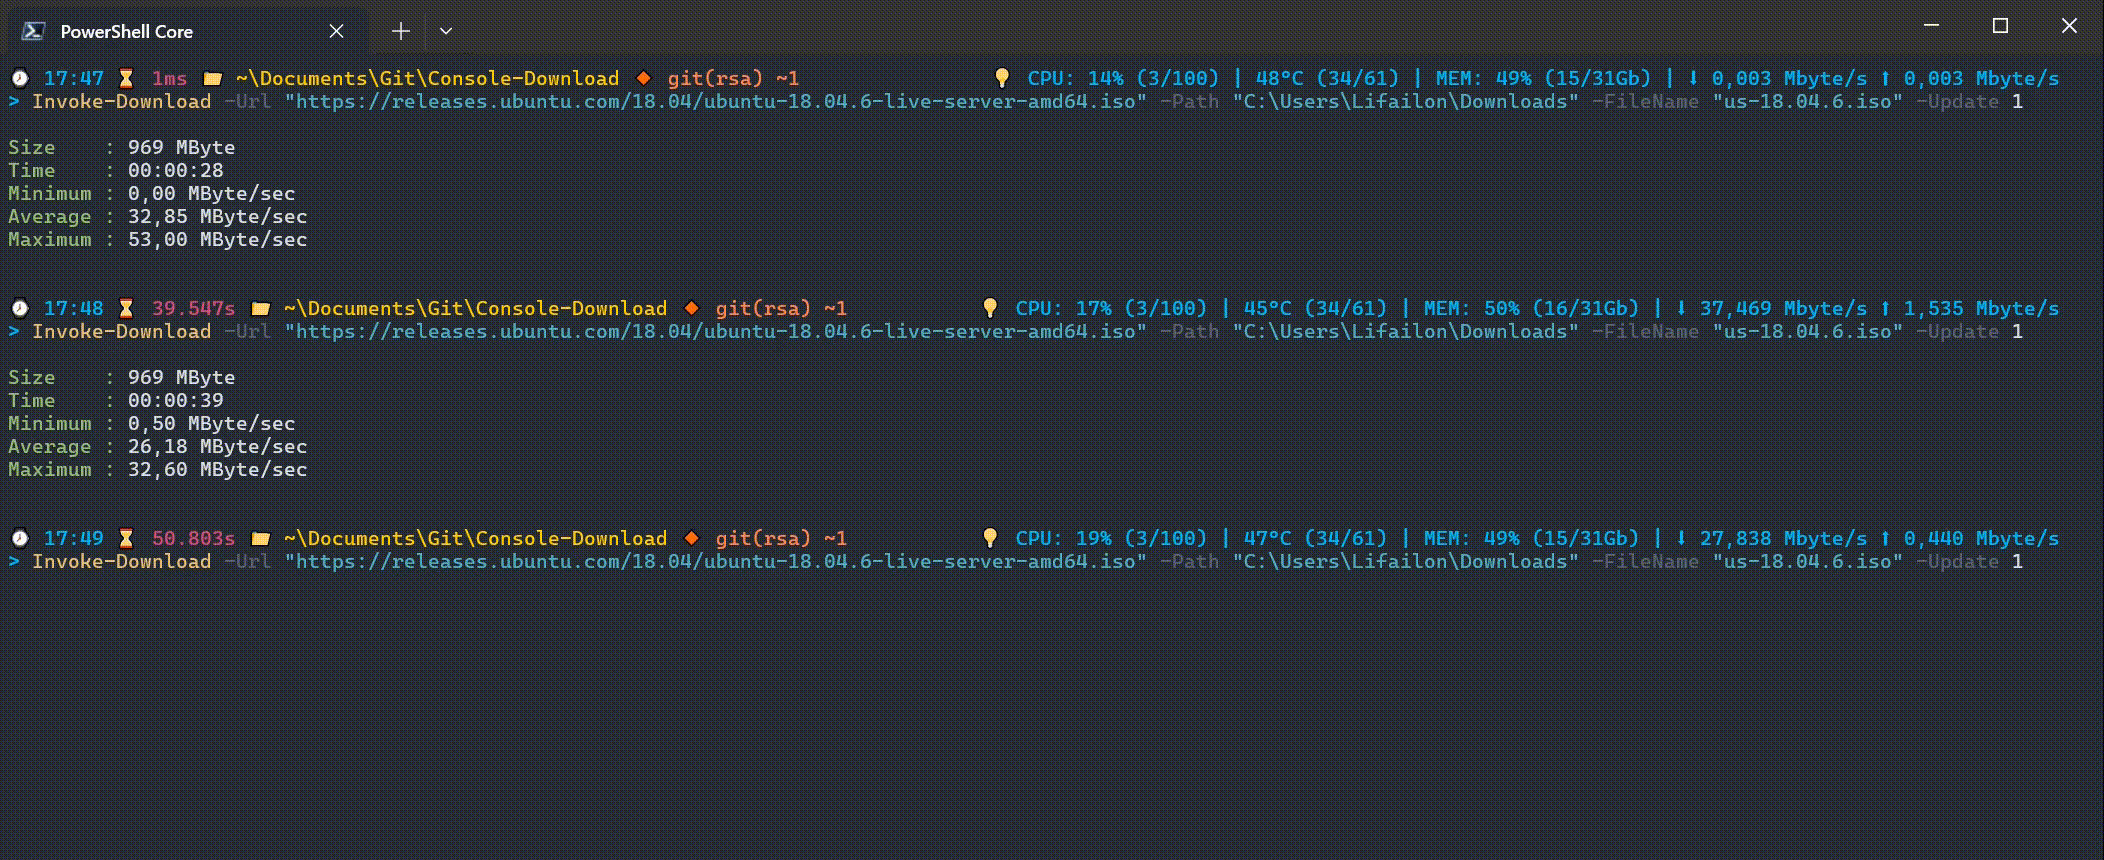 PowerShell Core
17:47 1ms ~\Documents\Git\Console-Download git(rsa) ~1 CPU: 14% (3/100) | 48°C (34/61) | MEM: 49% (15/31Gb) | ⬇ 0,003 Mbyte/s ⬆ 0,003 Mbyte/s
> Invoke-Download -Url "https://releases.ubuntu.com/18.04/ubuntu-18.04.6-live-server-amd64.iso" -Path "C:\Users\Lifailon\Downloads" -FileName "us-18.04.6.iso" -Update 1
Size    : 969 MByte
Time    : 00:00:28
Minimum : 0,00 MByte/sec
Average : 32,85 MByte/sec
Maximum : 53,00 MByte/sec
17:48 39.547s ~\Documents\Git\Console-Download git(rsa) ~1 CPU: 17% (3/100) | 45°C (34/61) | MEM: 50% (16/31Gb) | ⬇ 37,469 Mbyte/s ⬆ 1,535 Mbyte/s
> Invoke-Download -Url "https://releases.ubuntu.com/18.04/ubuntu-18.04.6-live-server-amd64.iso" -Path "C:\Users\Lifailon\Downloads" -FileName "us-18.04.6.iso" -Update 1
Size    : 969 MByte
Time    : 00:00:39
Minimum : 0,50 MByte/sec
Average : 26,18 MByte/sec
Maximum : 32,60 MByte/sec
17:49 50.803s ~\Documents\Git\Console-Download git(rsa) ~1 CPU: 19% (3/100) | 47°C (34/61) | MEM: 49% (15/31Gb) | ⬇ 27,838 Mbyte/s ⬆ 0,440 Mbyte/s
> Invoke-Download -Url "https://releases.ubuntu.com/18.04/ubuntu-18.04.6-live-server-amd64.iso" -Path "C:\Users\Lifailon\Downloads" -FileName "us-18.04.6.iso" -Update 1